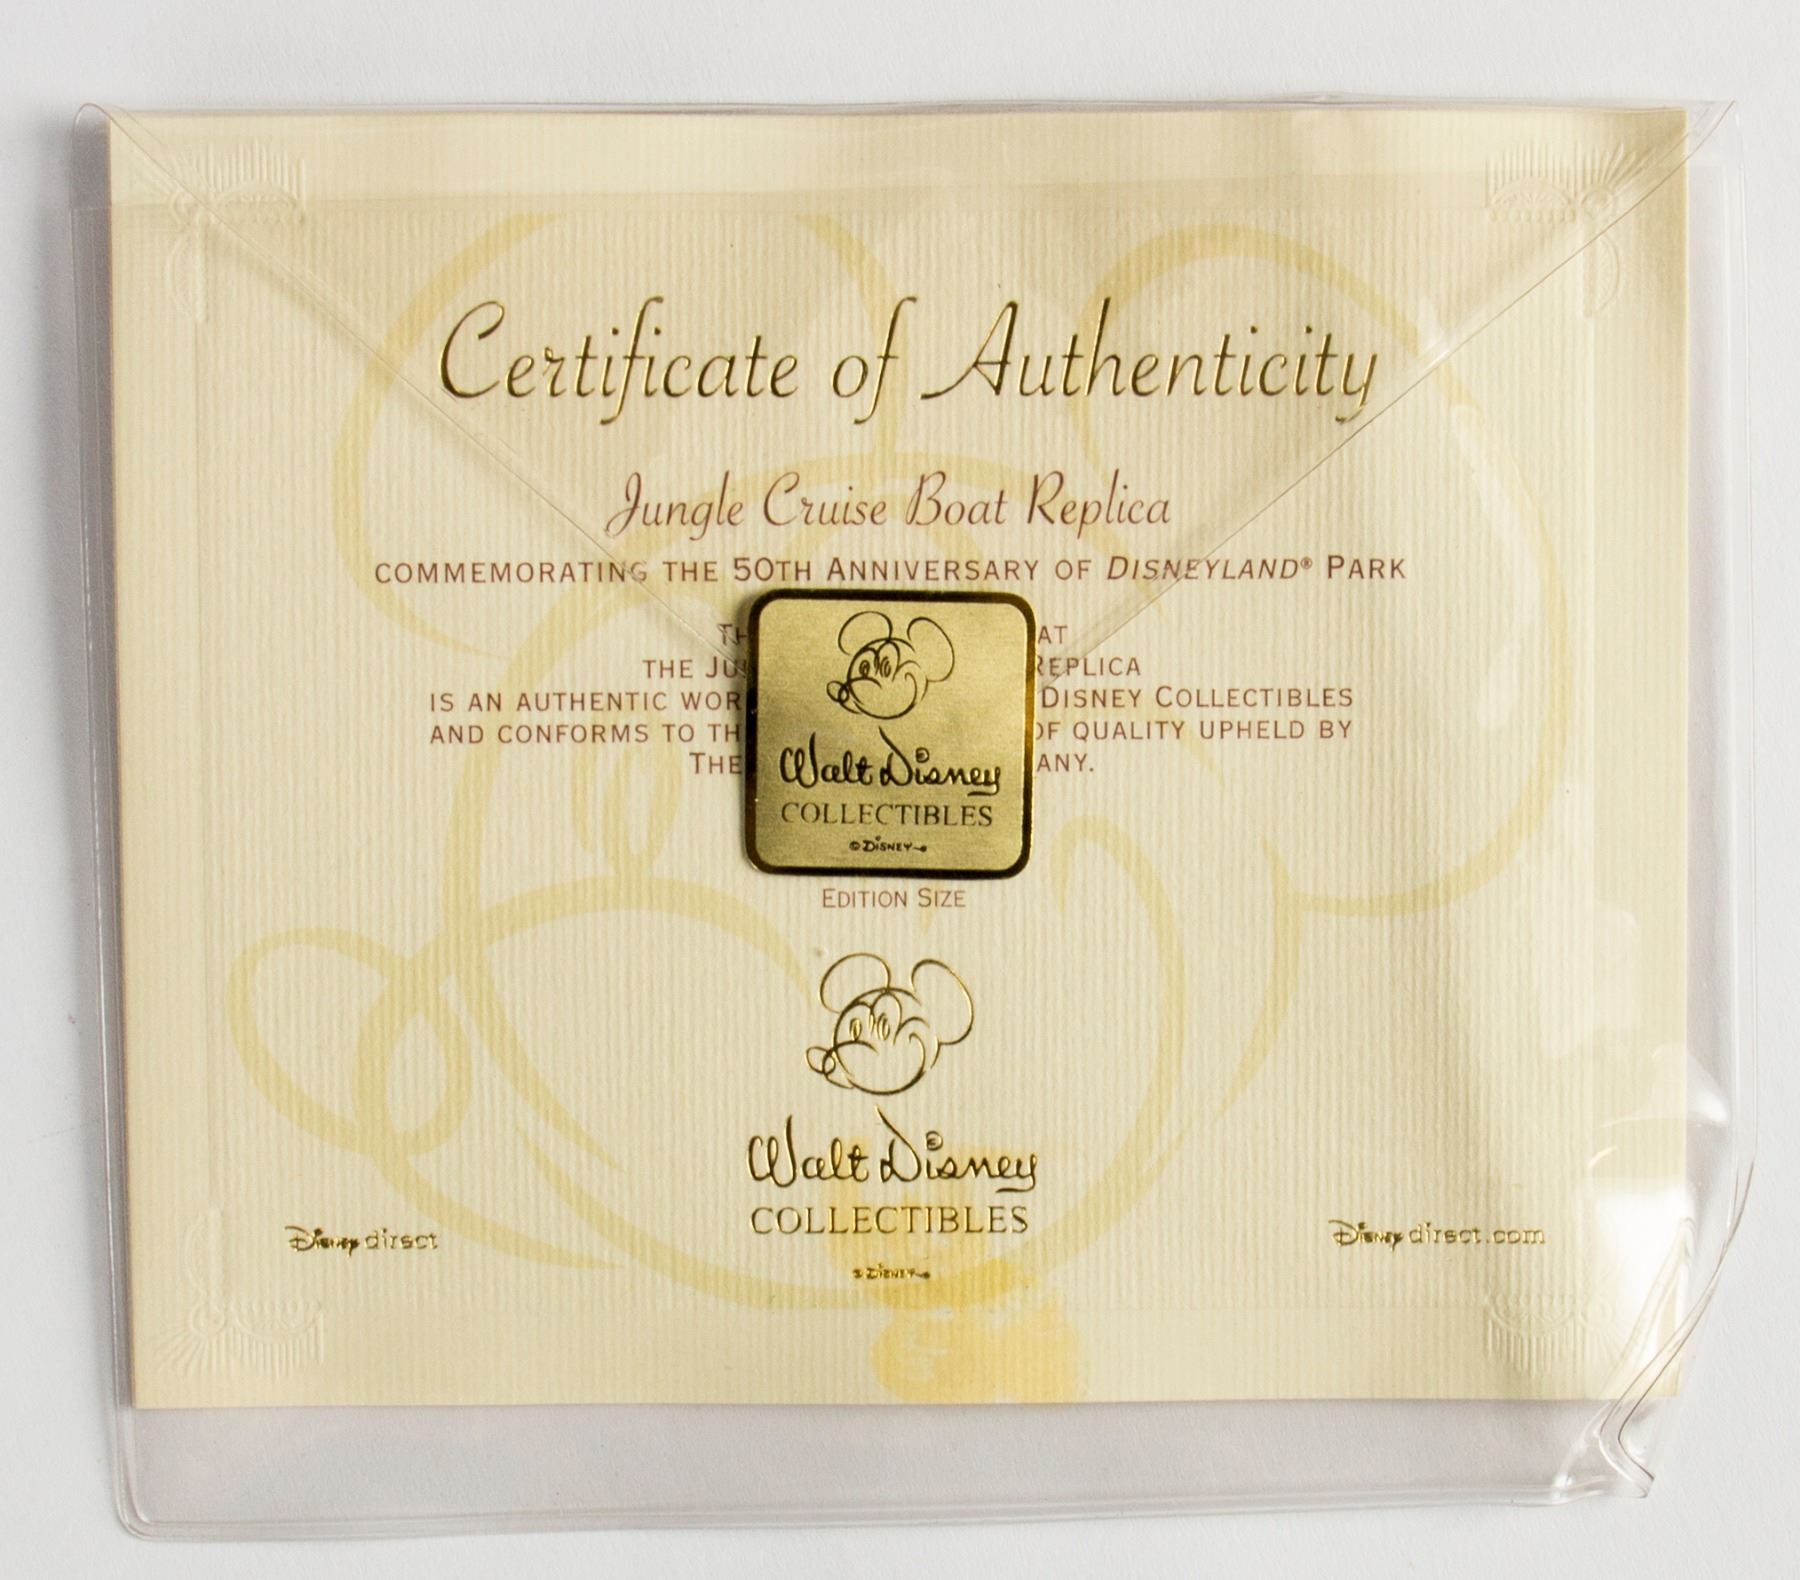 Certificate of Authenticity
Jungle Cruise Boat Replica
COMMEMORATING THE 50TH ANNIVERSARY OF DISNEYLAND® PARK
THE JU REPLICA
IS AN AUTHENTIC WOR DISNEY COLLECTIBLES
AND CONFORMS TO TH OF QUALITY UPHELD BY
THE ANY.
Walt Disney
COLLECTIBLES
© DISNEY
EDITION SIZE
Walt Disney
COLLECTIBLES
© DISNEY
Disney direct
Disney direct.com